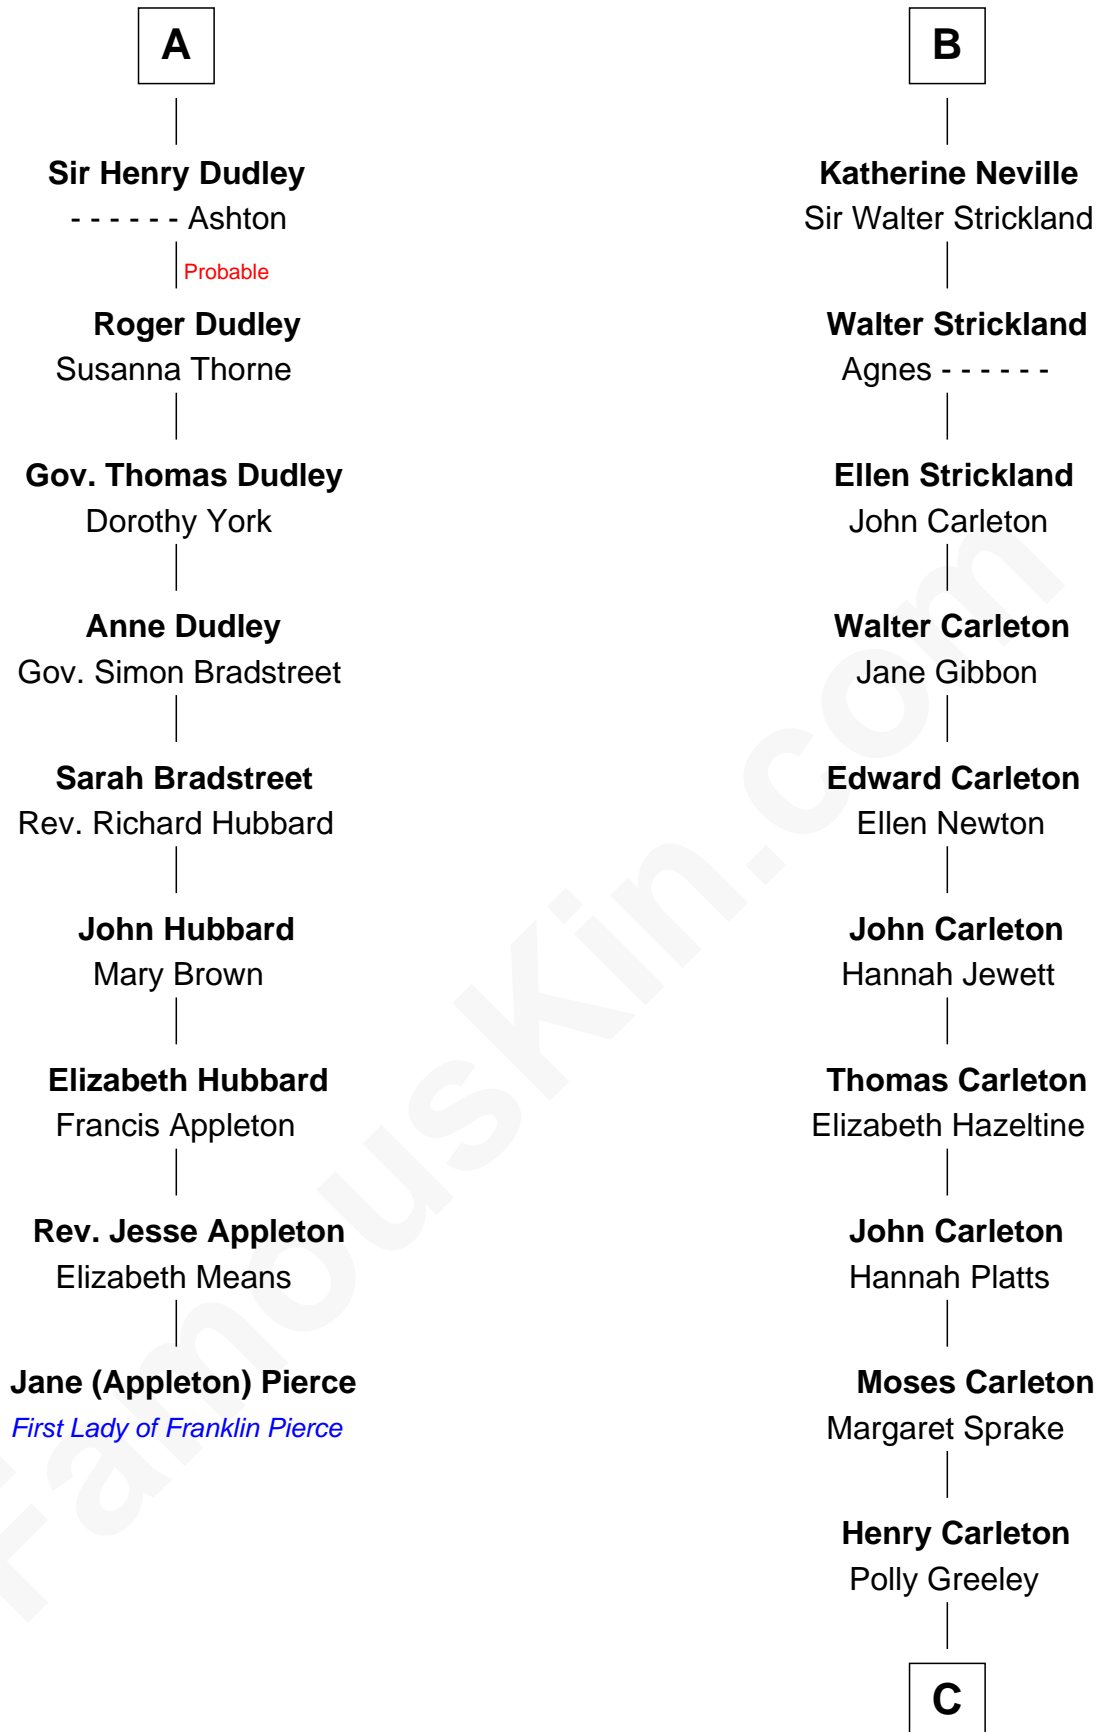 A
Sir Henry Dudley
- - - - - - Ashton
Probable
Roger Dudley
Susanna Thorne
Gov. Thomas Dudley
Dorothy York
Anne Dudley
Gov. Simon Bradstreet
Sarah Bradstreet
Rev. Richard Hubbard
John Hubbard
Mary Brown
Elizabeth Hubbard
Francis Appleton
Rev. Jesse Appleton
Elizabeth Means
Jane (Appleton) Pierce
First Lady of Franklin Pierce
B
Katherine Neville
Sir Walter Strickland
Walter Strickland
Agnes - - - - - -
Ellen Strickland
John Carleton
Walter Carleton
Jane Gibbon
Edward Carleton
Ellen Newton
John Carleton
Hannah Jewett
Thomas Carleton
Elizabeth Hazeltine
John Carleton
Hannah Platts
Moses Carleton
Margaret Sprake
Henry Carleton
Polly Greeley
C
FamousKin.com